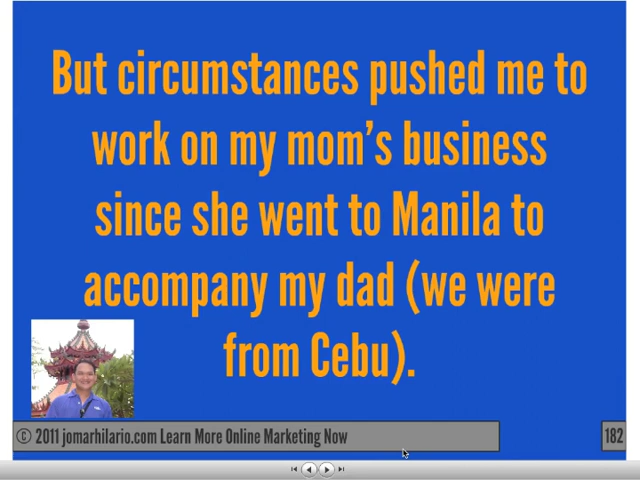 But circumstances pushed me to
work on my mom’s business
since she went to Manila to
accompany my dad (we were
from Cebu).
© 2011 jomarhilario.com Learn More Online Marketing Now
182